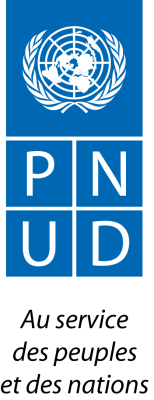 P N
U D
Au service
des peuples
et des nations